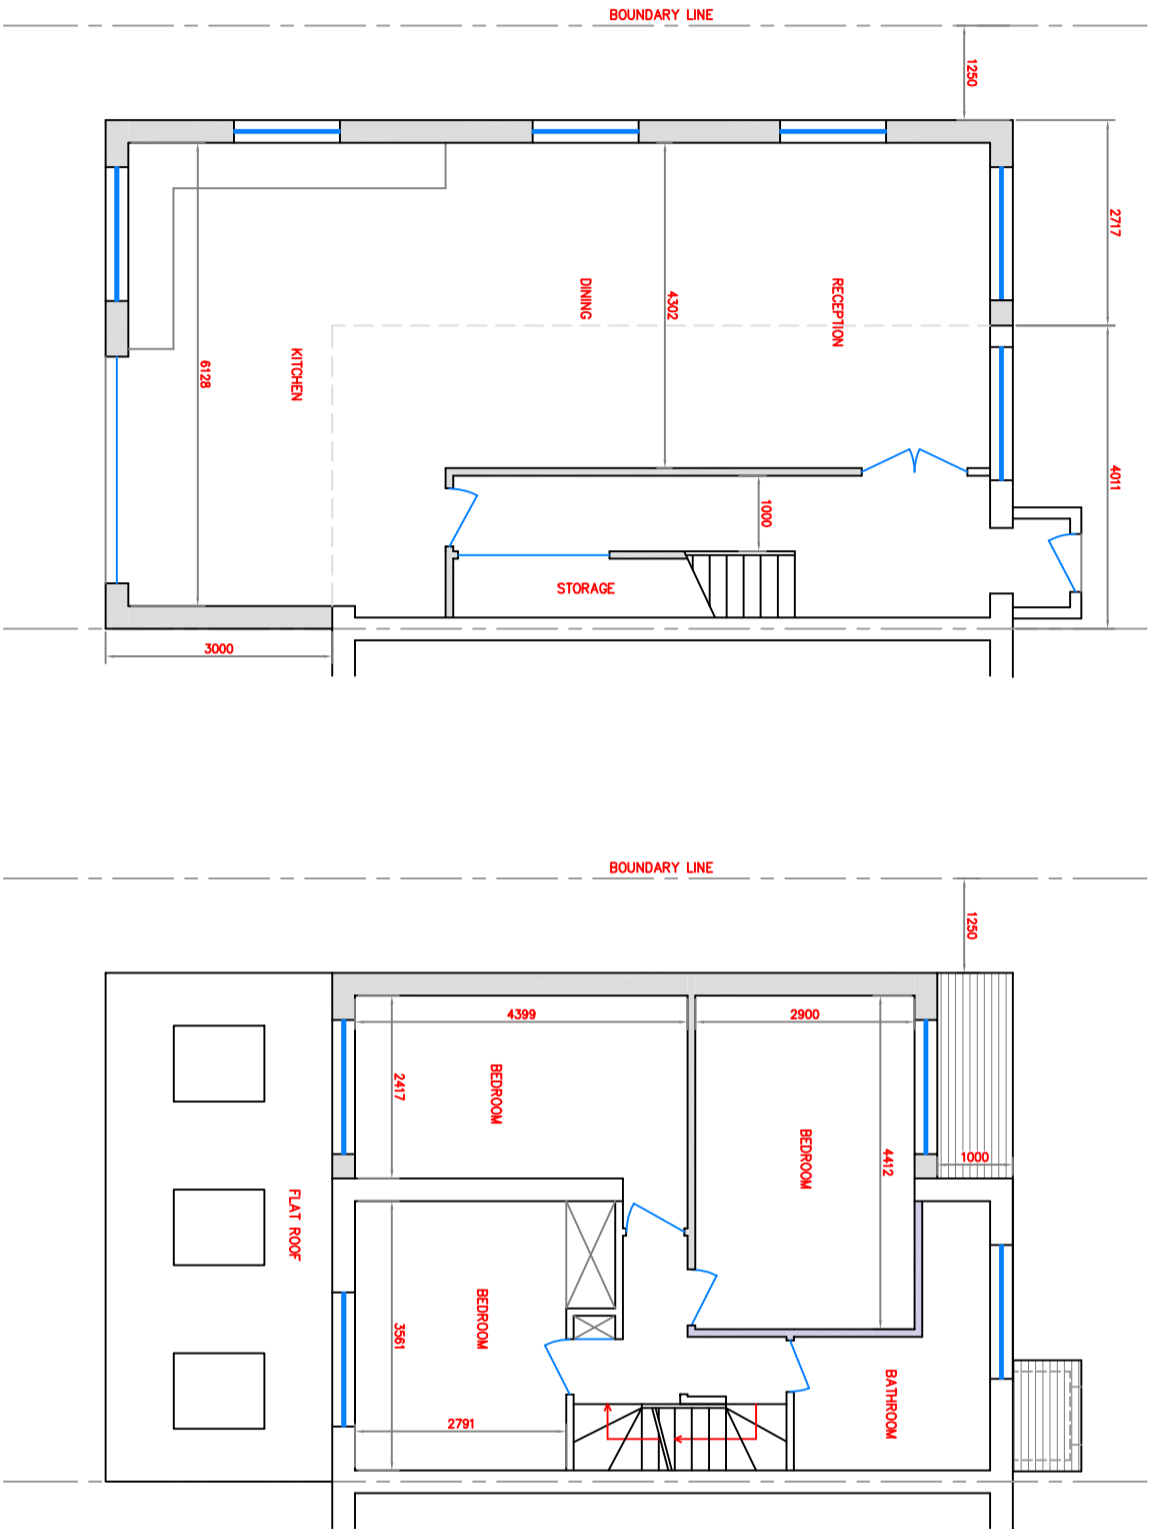 BOUNDARY LINE
1250
2717
DINING
4302
RECEPTION
KITCHEN
6128
4011
1000
STORAGE
3000
BOUNDARY LINE
1250
4399
2900
2417
BEDROOM
BEDROOM
4412
1000
FLAT ROOF
BEDROOM
3561
BATHROOM
2791